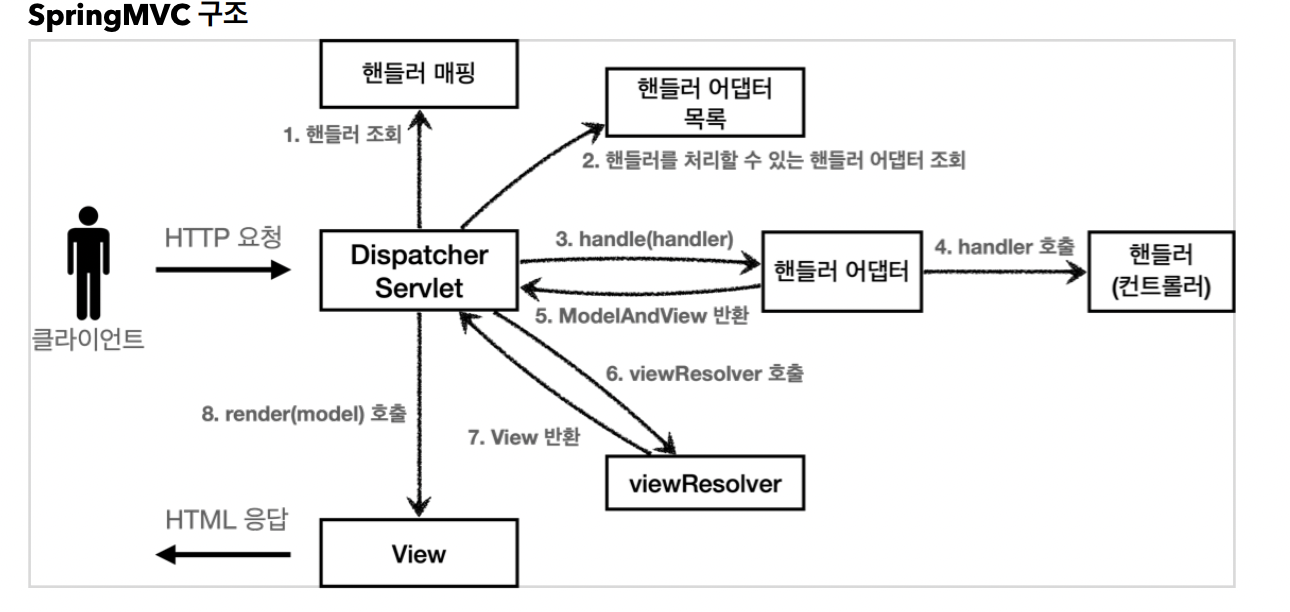 SpringMVC 구조
핸들러 매핑
핸들러 어댑터
목록
1. 핸들러 조회
2. 핸들러를 처리할 수 있는 핸들러 어댑터 조회
HTTP 요청
클라이언트
Dispatcher
Servlet
3. handle(handler)
핸들러 어댑터
4. handler 호출
핸들러
(컨트롤러)
5. ModelAndView 반환
6. viewResolver 호출
7. View 반환
viewResolver
8. render(model) 호출
HTML 응답
View